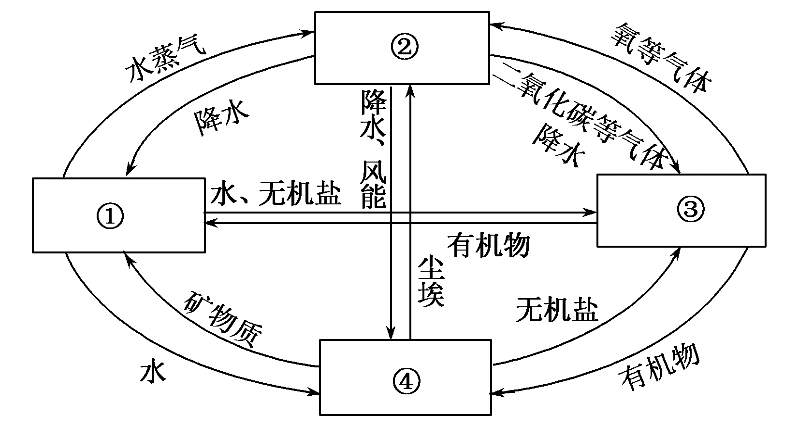 ②
水蒸气
氧等气体
降水
降水、风能
二氧化碳等气体
降水
①
水、无机盐
③
有机物
尘埃
矿物质
无机盐
水
④
有机物